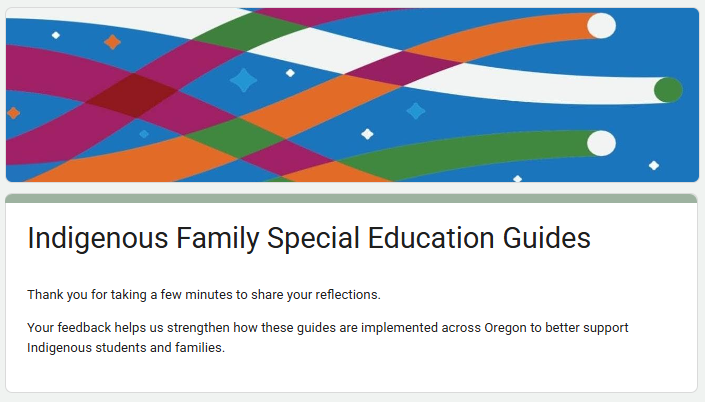 Indigenous Family Special Education Guides
Thank you for taking a few minutes to share your reflections.
Your feedback helps us strengthen how these guides are implemented across Oregon to better support
Indigenous students and families.